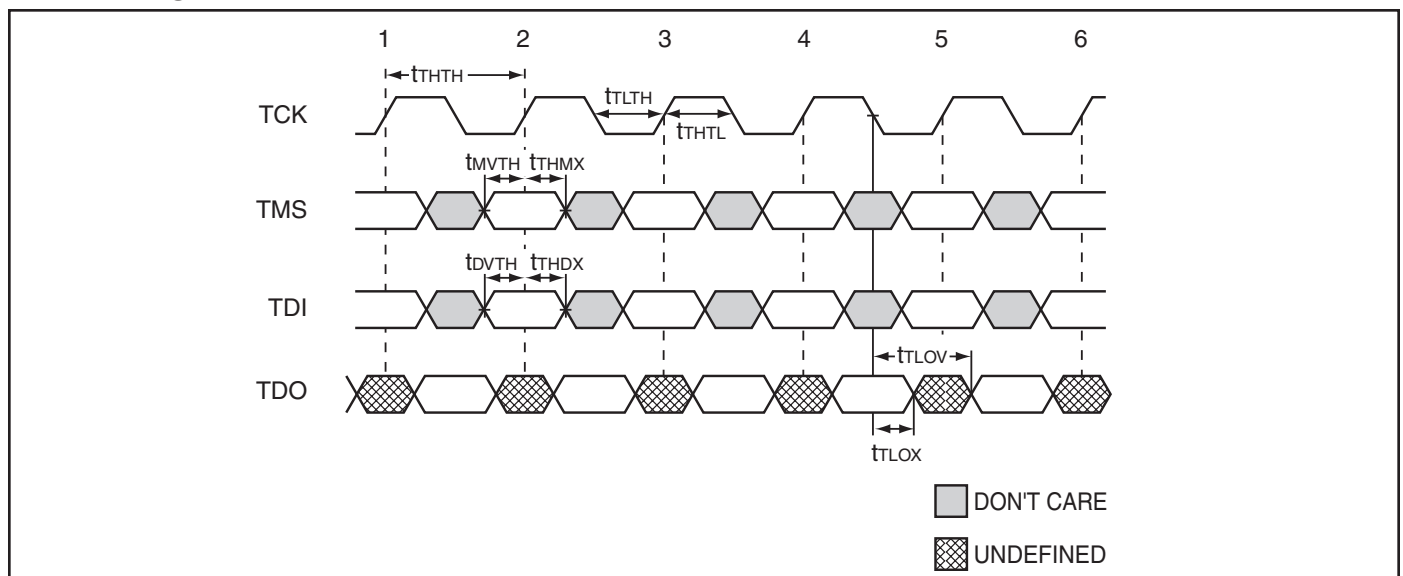 1 2 3 4 5 6
tTHTH
TCK
tTLTH
tTHTL
tMVTH tTHMX
TMS
tDVTH tTHDX
TDI
tTLOV
TDO
tTLOX
DON'T CARE
UNDEFINED